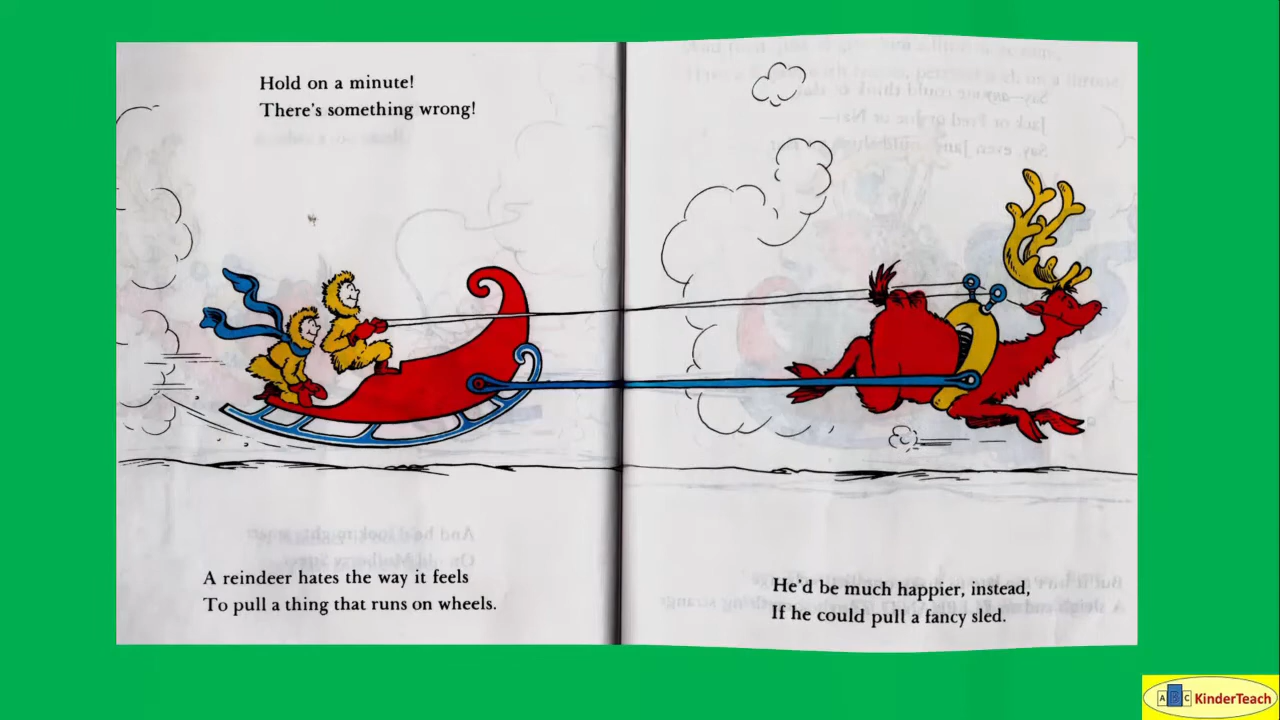 Hold on a minute!
There's something wrong!
A reindeer hates the way it feels
To pull a thing that runs on wheels.
He'd be much happier, instead,
If he could pull a fancy sled.
ABC KinderTeach